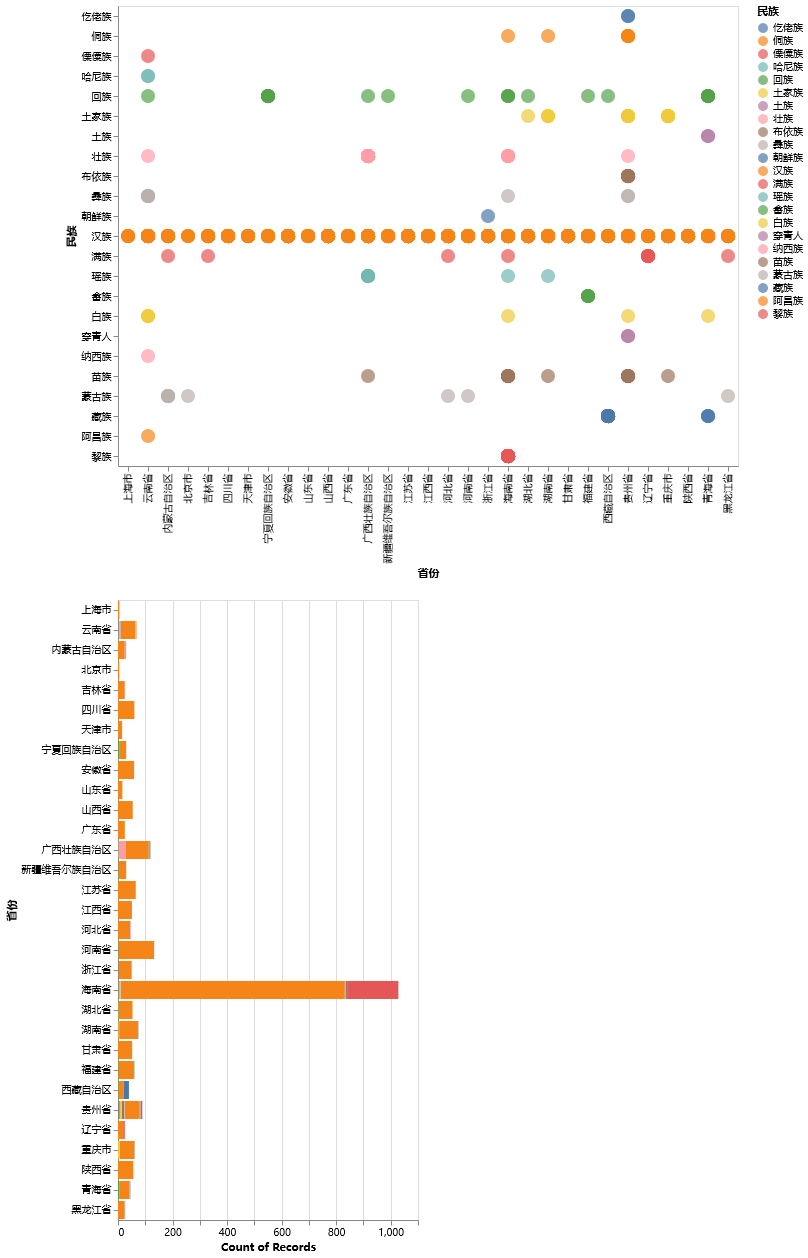 仡佬族
侗族
傈僳族
哈尼族
回族
土家族
土族
壮族
布依族
彝族
朝鲜族
汉族
满族
瑶族
畲族
白族
穿青人
纳西族
苗族
蒙古族
藏族
阿昌族
黎族
民族
上海市
云南省
内蒙古自治区
北京市
吉林省
四川省
天津市
宁夏回族自治区
安徽省
山东省
山西省
广东省
广西壮族自治区
新疆维吾尔族自治区
江苏省
江西省
河北省
河南省
浙江省
海南省
湖北省
湖南省
甘肃省
福建省
西藏自治区
贵州省
辽宁省
重庆市
陕西省
青海省
黑龙江省
省份
民族
仡佬族
侗族
傈僳族
哈尼族
回族
土家族
土族
壮族
布依族
彝族
朝鲜族
汉族
满族
瑶族
畲族
白族
穿青人
纳西族
苗族
蒙古族
藏族
阿昌族
黎族
上海市
云南省
内蒙古自治区
北京市
吉林省
四川省
天津市
宁夏回族自治区
安徽省
山东省
山西省
广东省
广西壮族自治区
新疆维吾尔族自治区
江苏省
江西省
河北省
河南省
浙江省
海南省
湖北省
湖南省
甘肃省
福建省
西藏自治区
贵州省
辽宁省
重庆市
陕西省
青海省
黑龙江省
省份
0 200 400 600 800 1,000
Count of Records